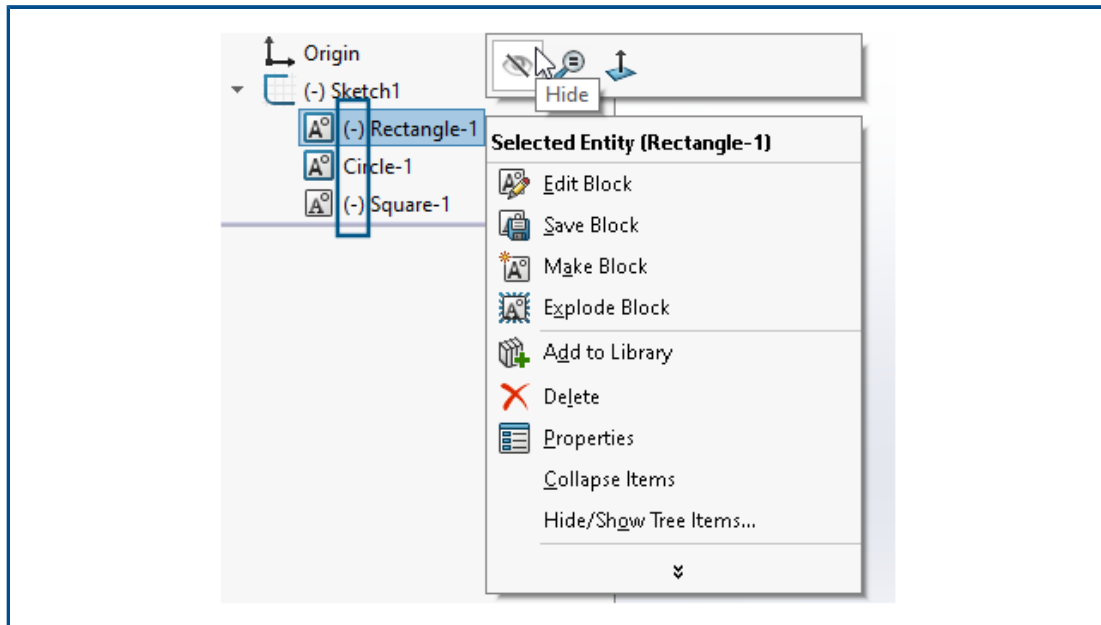 Origin
Hide
(-) Sketch1
(-) Rectangle-1
Circle-1
(-) Square-1
Selected Entity (Rectangle-1)
Edit Block
Save Block
Make Block
Explode Block
Add to Library
Delete
Properties
Collapse Items
Hide/Show Tree Items...